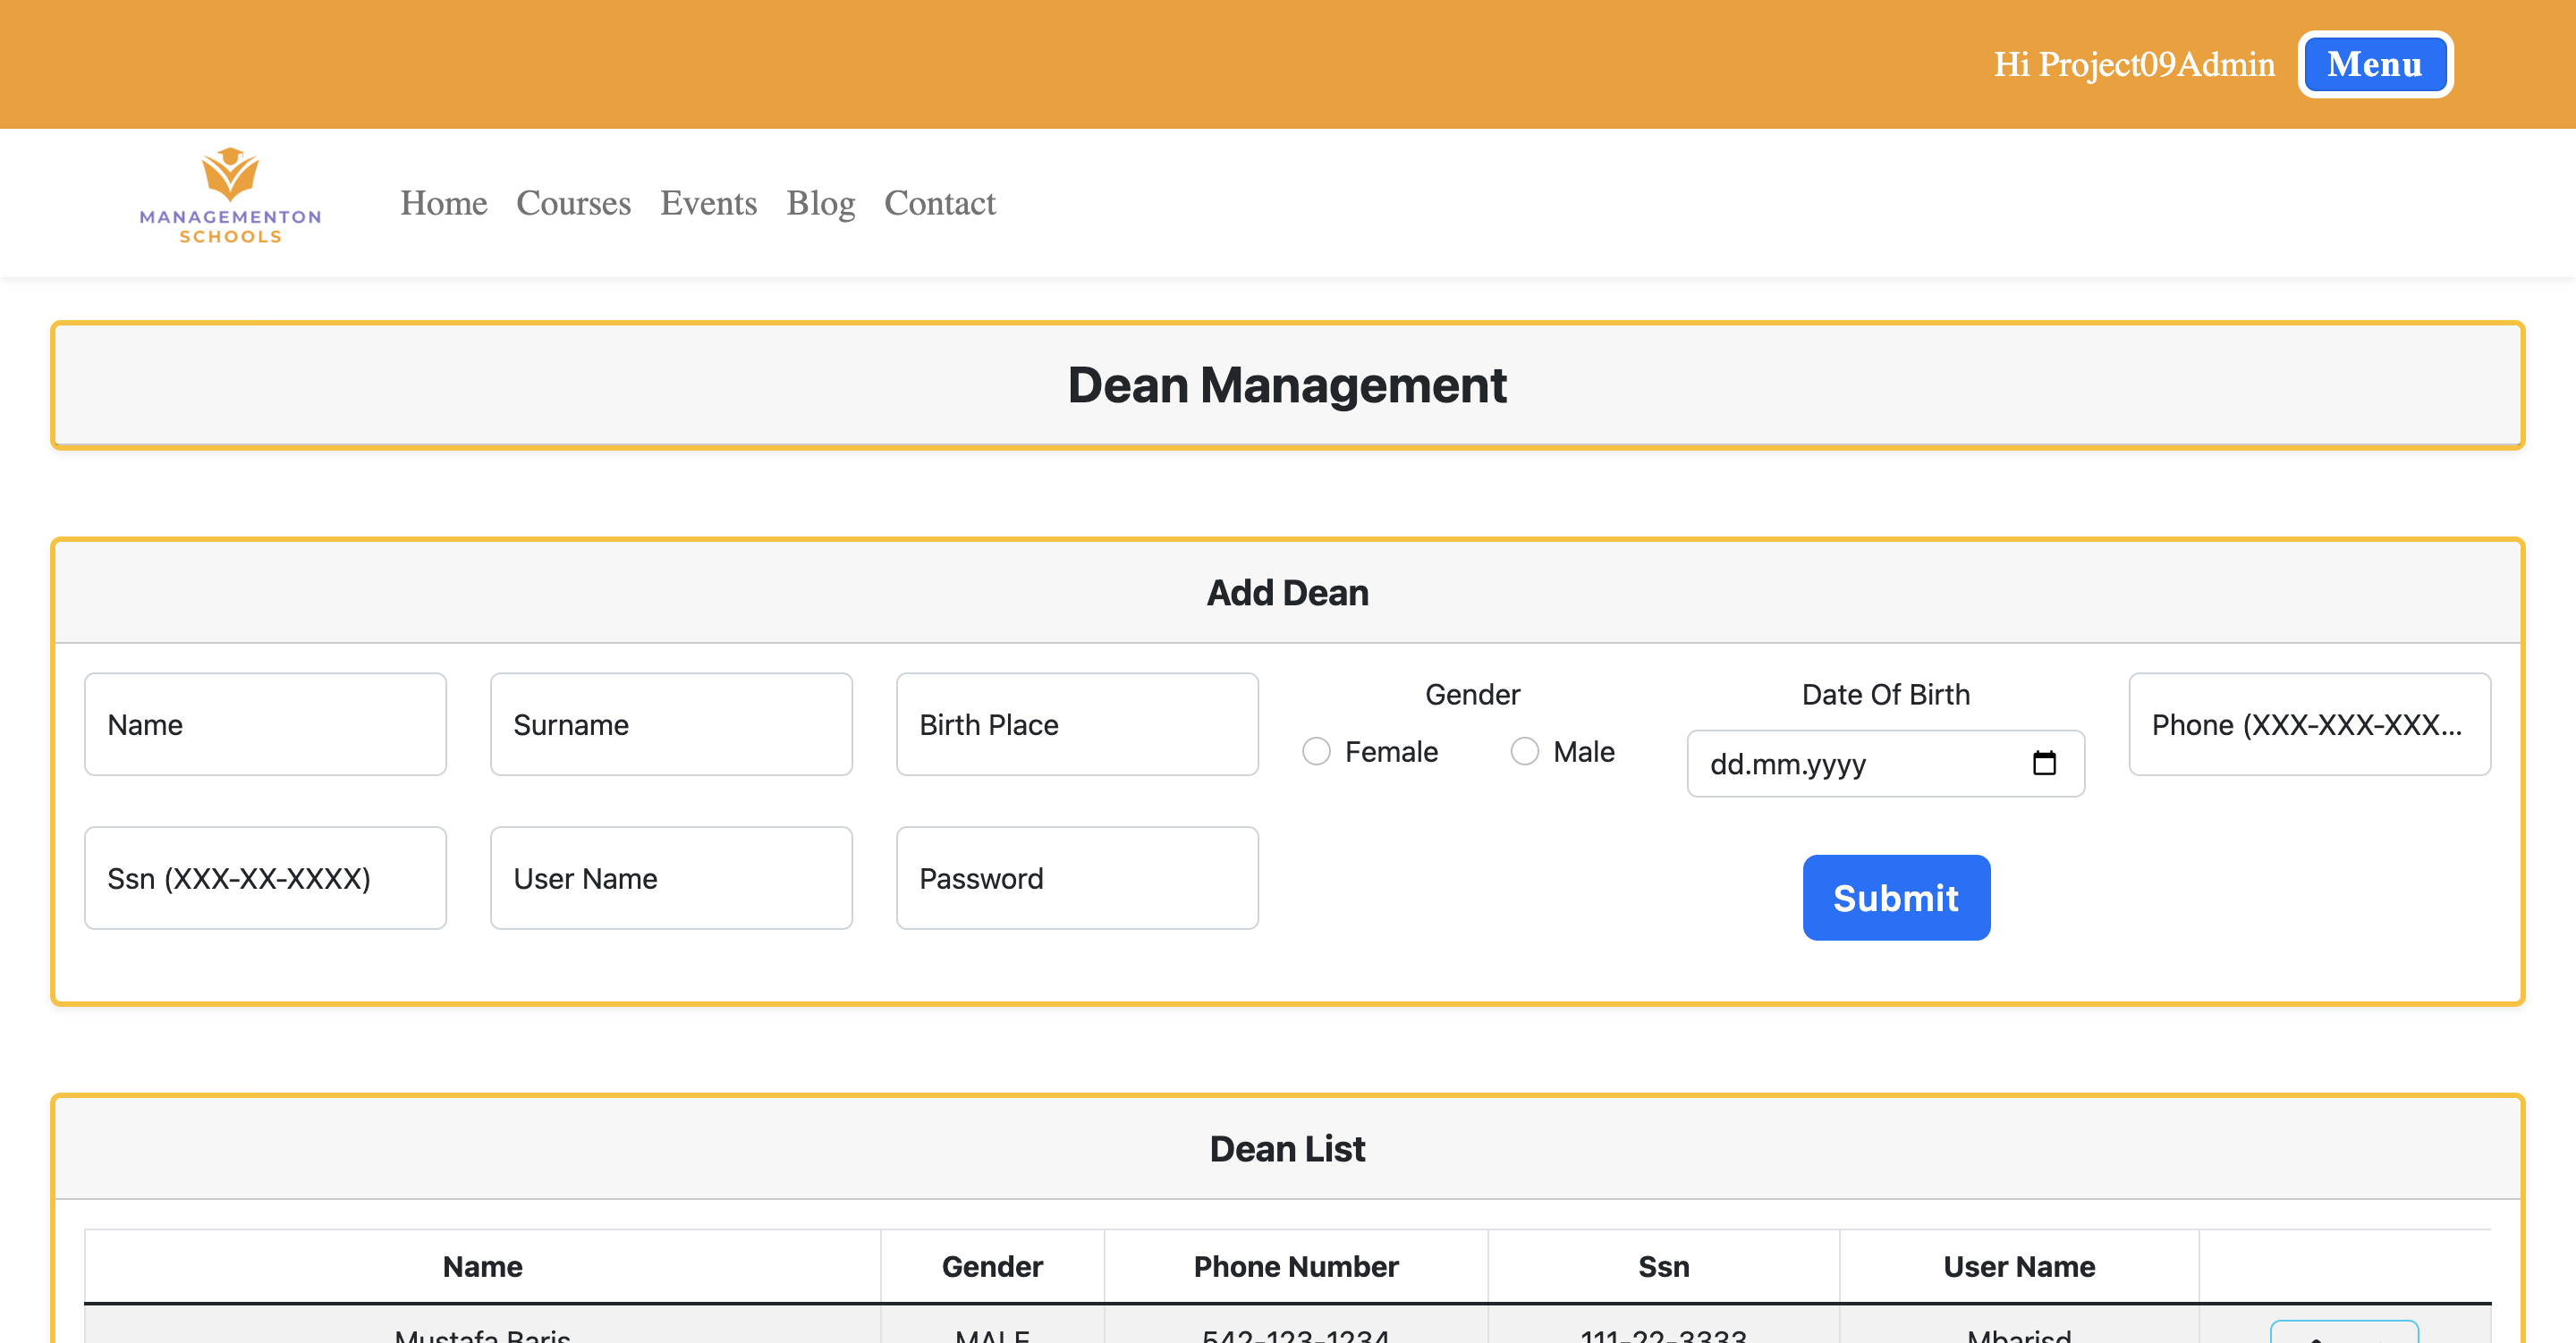 Hi Project09Admin Menu
MANAGEMENTON
SCHOOLS
Home Courses Events Blog Contact
Dean Management
Add Dean
Name Surname Birth Place Gender Female Male Date Of Birth dd.mm.yyyy Phone (XXX-XXX-XXX...
Ssn (XXX-XX-XXXX) User Name Password Submit
Dean List
Name Gender Phone Number Ssn User Name
Mustafa Baris MALE 542-123-1234 111-22-3333 Mbarisd